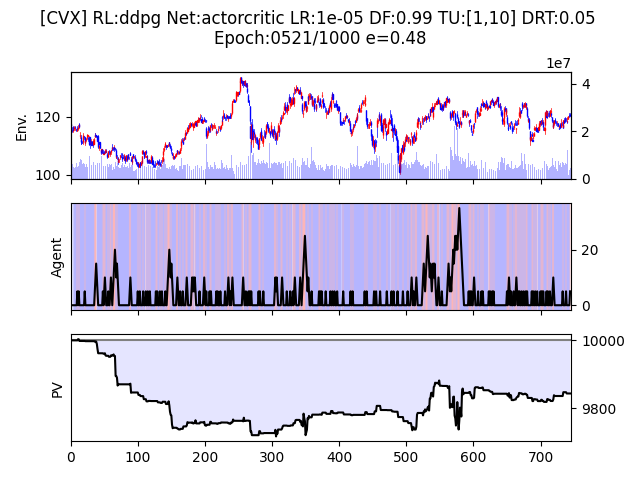 [CVX] RL:ddpg Net:actorcritic LR:1e-05 DF:0.99 TU:[1,10] DRT:0.05
Epoch:0521/1000 e=0.48
1e7
Env.
120
100
4
2
0
Agent
20
0
PV
10000
9800
0 100 200 300 400 500 600 700